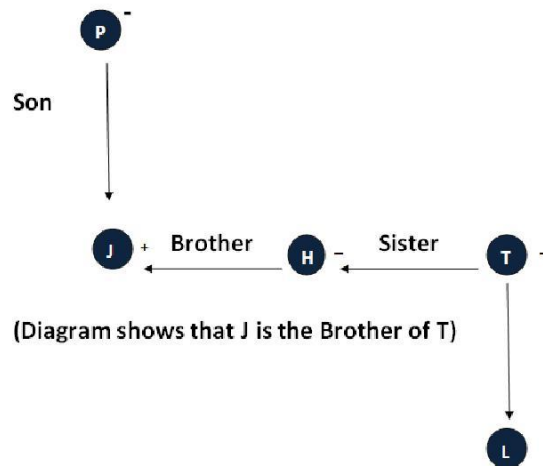 P -
Son
J + Brother H - Sister T -
(Diagram shows that J is the Brother of T)
L